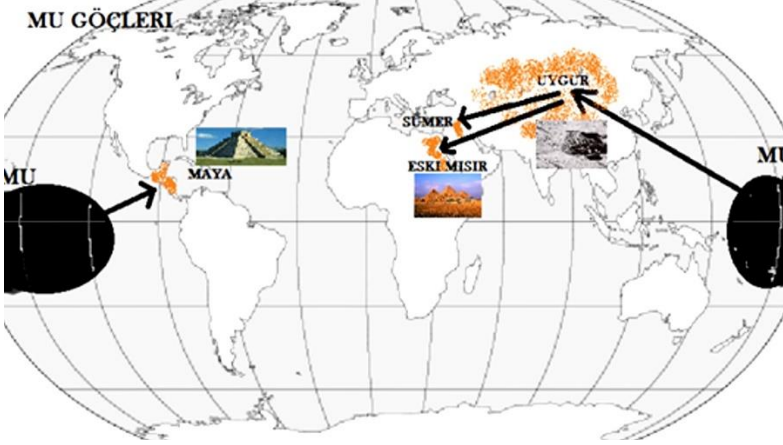 MU GÖÇLERİ
UYGUR
SÜMER
ESKİ MISIR
MAYA
MU
MU